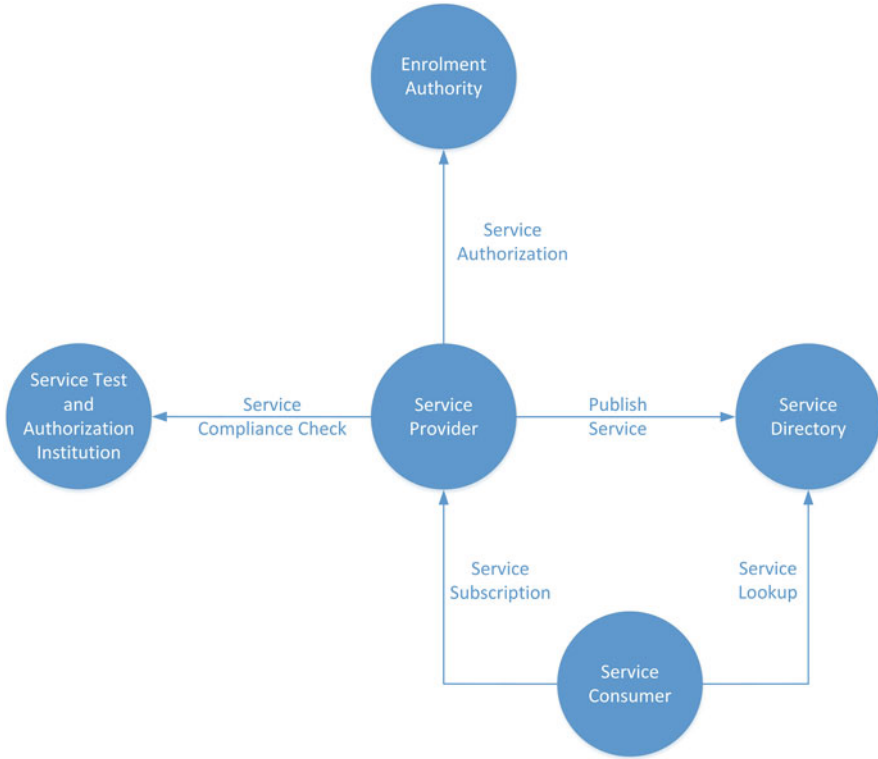 Enrolment
Authority
Service
Authorization
Service Test
and
Authorization
Institution
Service
Compliance Check
Service
Provider
Publish
Service
Service
Directory
Service
Subscription
Service
Lookup
Service
Consumer